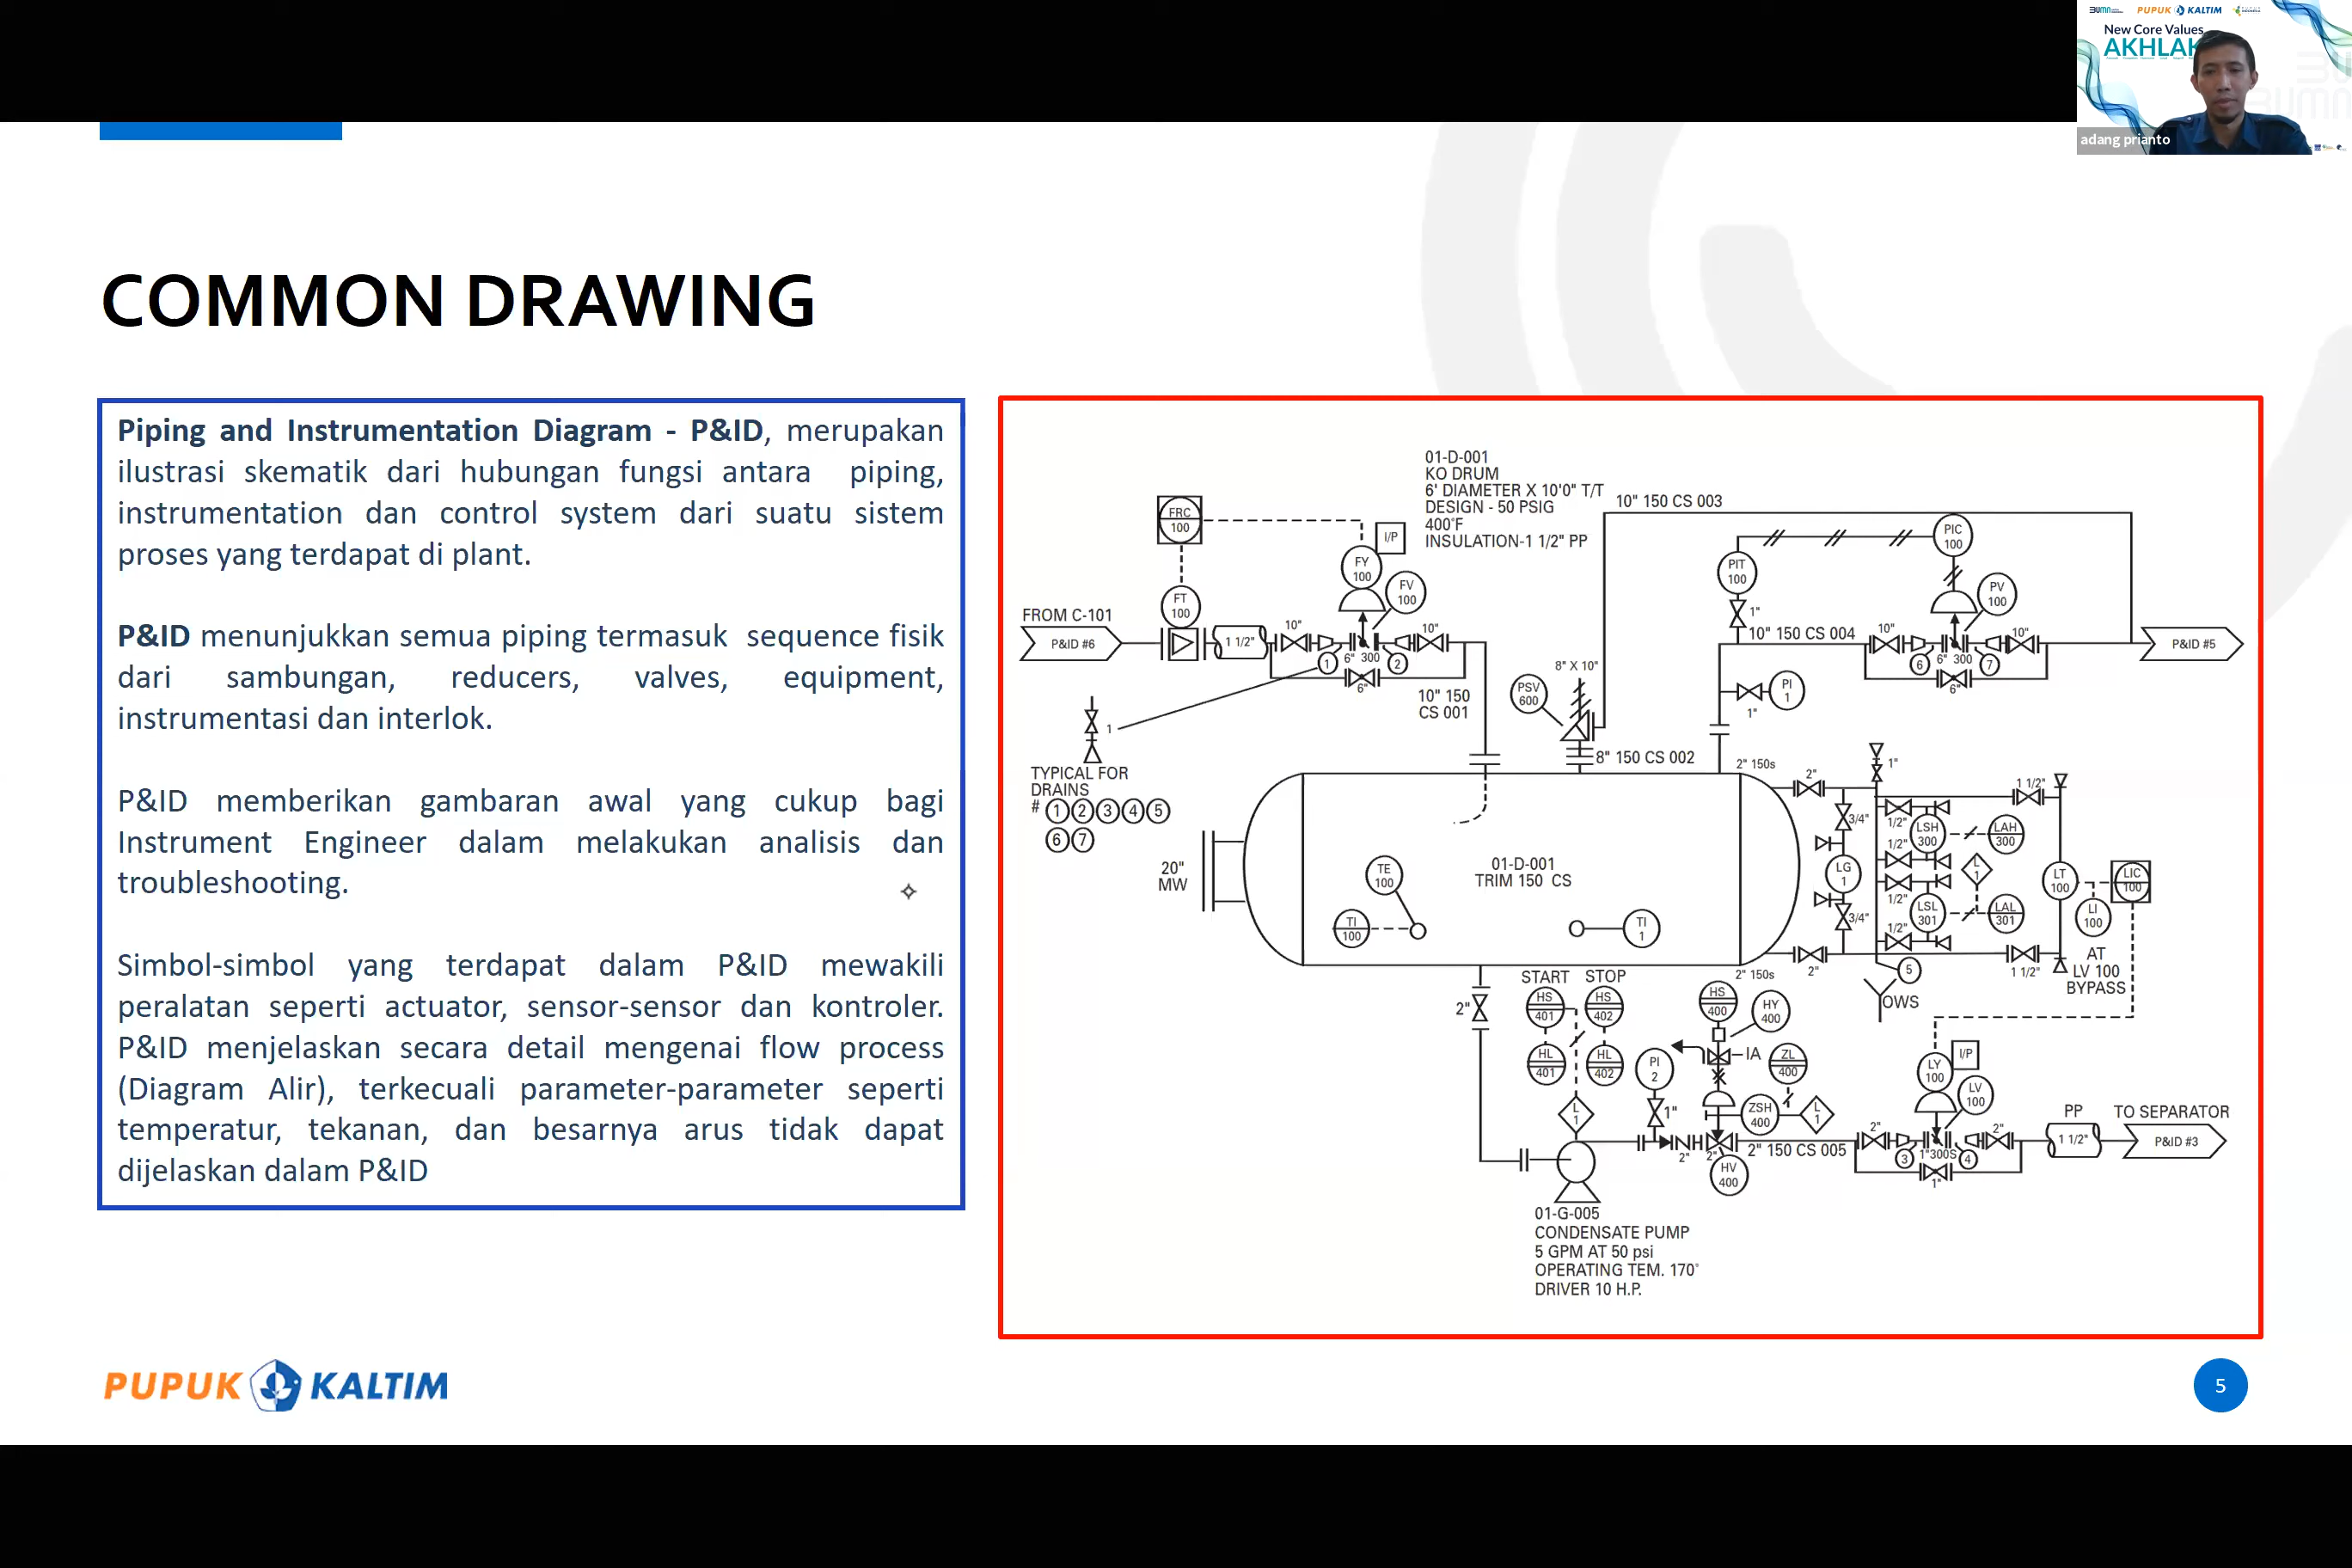 PUPUK KALTIM
New Core Values
AKHLAK
adang prianto
COMMON DRAWING
Piping and Instrumentation Diagram - P&ID, merupakan
ilustrasi skematik dari hubungan fungsi antara piping,
instrumentation dan control system dari suatu sistem
proses yang terdapat di plant.
P&ID menunjukkan semua piping termasuk sequence fisik
dari sambungan, reducers, valves, equipment,
instrumentasi dan interlok.
P&ID memberikan gambaran awal yang cukup bagi
Instrument Engineer dalam melakukan analisis dan
troubleshooting.
Simbol-simbol yang terdapat dalam P&ID mewakili
peralatan seperti actuator, sensor-sensor dan kontroler.
P&ID menjelaskan secara detail mengenai flow process
(Diagram Alir), terkecuali parameter-parameter seperti
temperatur, tekanan, dan besarnya arus tidak dapat
dijelaskan dalam P&ID
01-D-001
KO DRUM
6' DIAMETER X 10'0" T/T
DESIGN - 50 PSIG
400°F
INSULATION-1 1/2" PP
10" 150 CS 003
FRC
100
I/P
FY
100
FV
100
FT
100
PIC
100
PIT
100
PV
100
FROM C-101
P&ID #6
1 1/2"
10"
10"
1
6" 300
2
6"
10" 150
CS 001
8" X 10"
PSV
600
8" 150 CS 002
1"
10" 150 CS 004
10"
10"
6
6" 300
7
6"
P&ID #5
PI
1
1"
1
TYPICAL FOR
DRAINS
# 1 2 3 4 5
6 7
20"
MW
TE
100
TI
100
01-D-001
TRIM 150 CS
TI
1
2" 150s
2"
1"
1 1/2"
3/4"
1/2"
LSH
300
LAH
300
1/2"
LG
1
L
1
1/2"
LSL
301
LAL
301
3/4"
1/2"
LT
100
LIC
100
LI
100
AT
LV 100
BYPASS
2" 150s
2"
1 1/2"
5
OWS
2"
START STOP
HS
401
HS
402
HL
401
HL
402
L
1
PI
2
1"
HS
400
HY
400
IA
ZL
400
ZSH
400
L
1
2"
2"
HV
400
2" 150 CS 005
LY
100
I/P
LV
100
2"
2"
3
1"300S
4
1"
PP
1 1/2"
TO SEPARATOR
P&ID #3
01-G-005
CONDENSATE PUMP
5 GPM AT 50 psi
OPERATING TEM. 170°
DRIVER 10 H.P.
PUPUK KALTIM
5